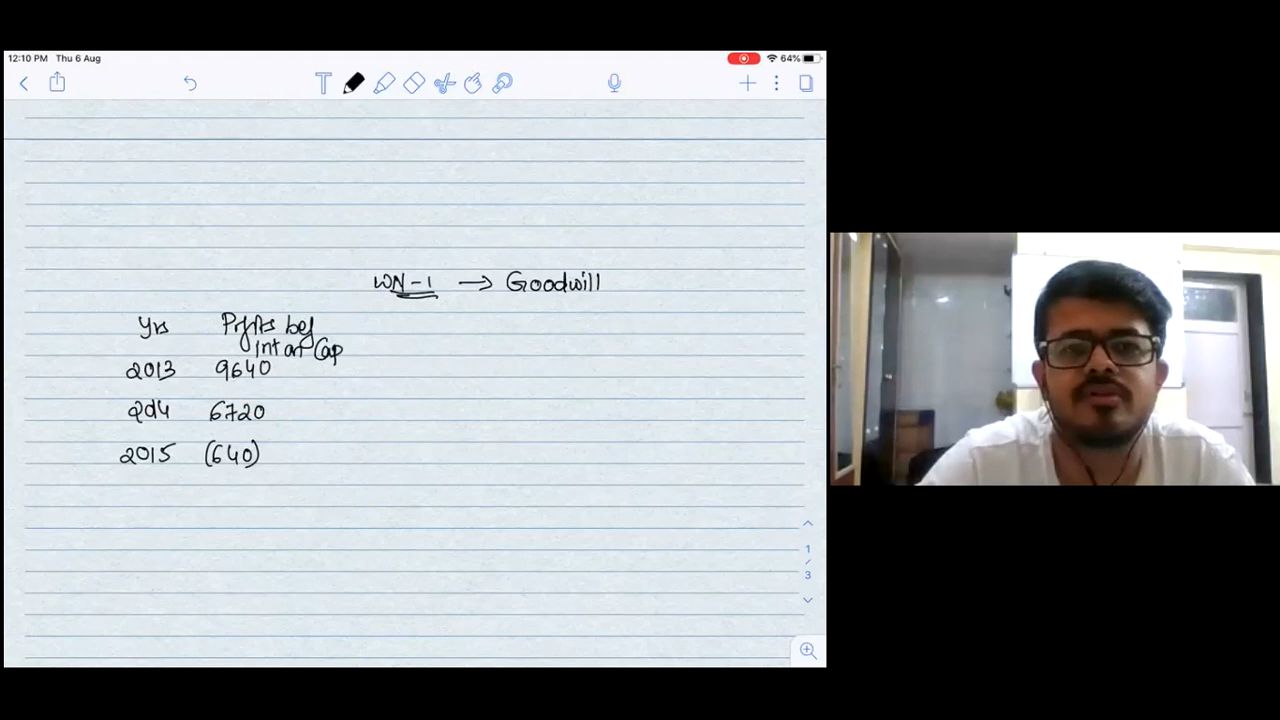 12:10 PM Thu 6 Aug
64%
T
WN-1 → Goodwill
Yrs Profits bef
int on Cap
2013 9640
2014 6720
2015 (640)
1
/
3